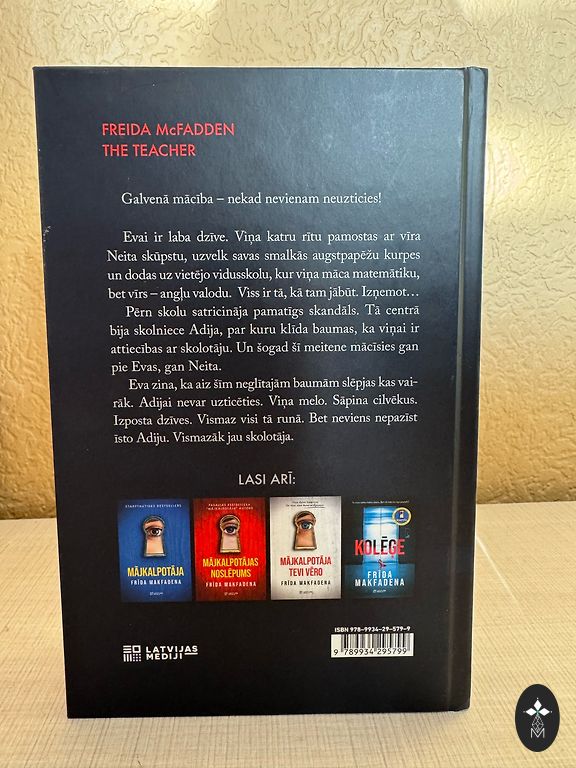 FREIDA McFADDEN
THE TEACHER
Galvenā mācība – nekad nevienam neuzticies!
Evai ir laba dzīve. Viņa katru rītu pamostas ar vīra
Neita skūpstu, uzvelk savas smalkās augstpapēžu kurpes
un dodas uz vietējo vidusskolu, kur viņa māca matemātiku,
bet vīrs – angļu valodu. Viss ir tā, kā tam jābūt. Izņemot…
Pērn skolu satricināja pamatīgs skandāls. Tā centrā
bija skolniece Adija, par kuru klīda baumas, ka viņai ir
attiecības ar skolotāju. Un šogad šī meitene mācīsies gan
pie Evas, gan Neita.
Eva zina, ka aiz šīm neglītajām baumām slēpjas kas vai-
rāk. Adijai nevar uzticēties. Viņa melo. Sāpina cilvēkus.
Izposta dzīves. Vismaz visi tā runā. Bet neviens nepazīst
īsto Adiju. Vismazāk jau skolotāja.
LASI ARĪ:
STARPTAUTISKS BESTSELLERS
MĀJKALPOTĀJA
FRĪDA MAKFADENA
MĀJKALPOTĀJAS
NOSLĒPUMS
FRĪDA MAKFADENA
MĀJKALPOTĀJA
TEVI VĒRO
FRĪDA MAKFADENA
KOLĒĢE
FRĪDA
MAKFADENA
LATVIJAS
MEDIJI
ISBN 978-9934-29-579-9
9 789934 295799
M